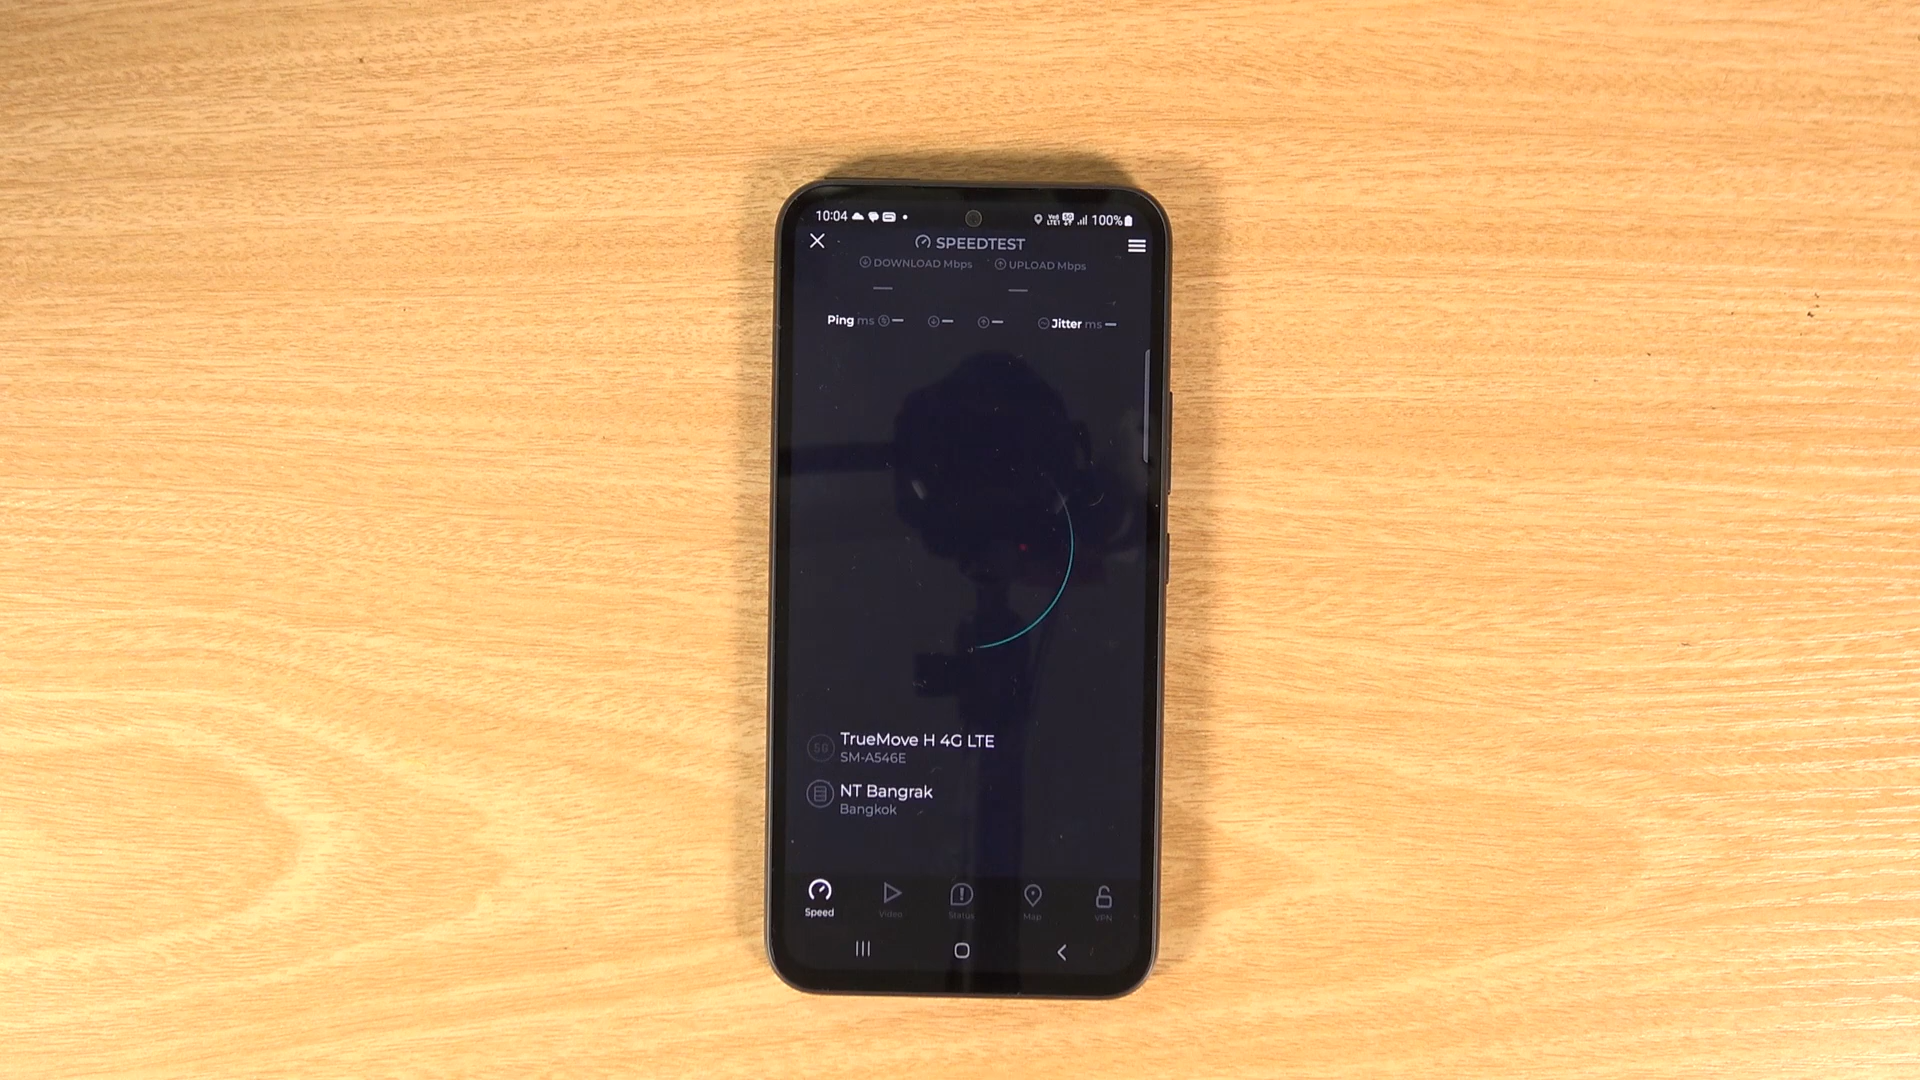 10:04 100%
SPEEDTEST
DOWNLOAD Mbps UPLOAD Mbps
— —
Ping ms — — — Jitter ms —
5G TrueMove H 4G LTE
SM-A546E
NT Bangrak
Bangkok
Speed Video Status Map VPN